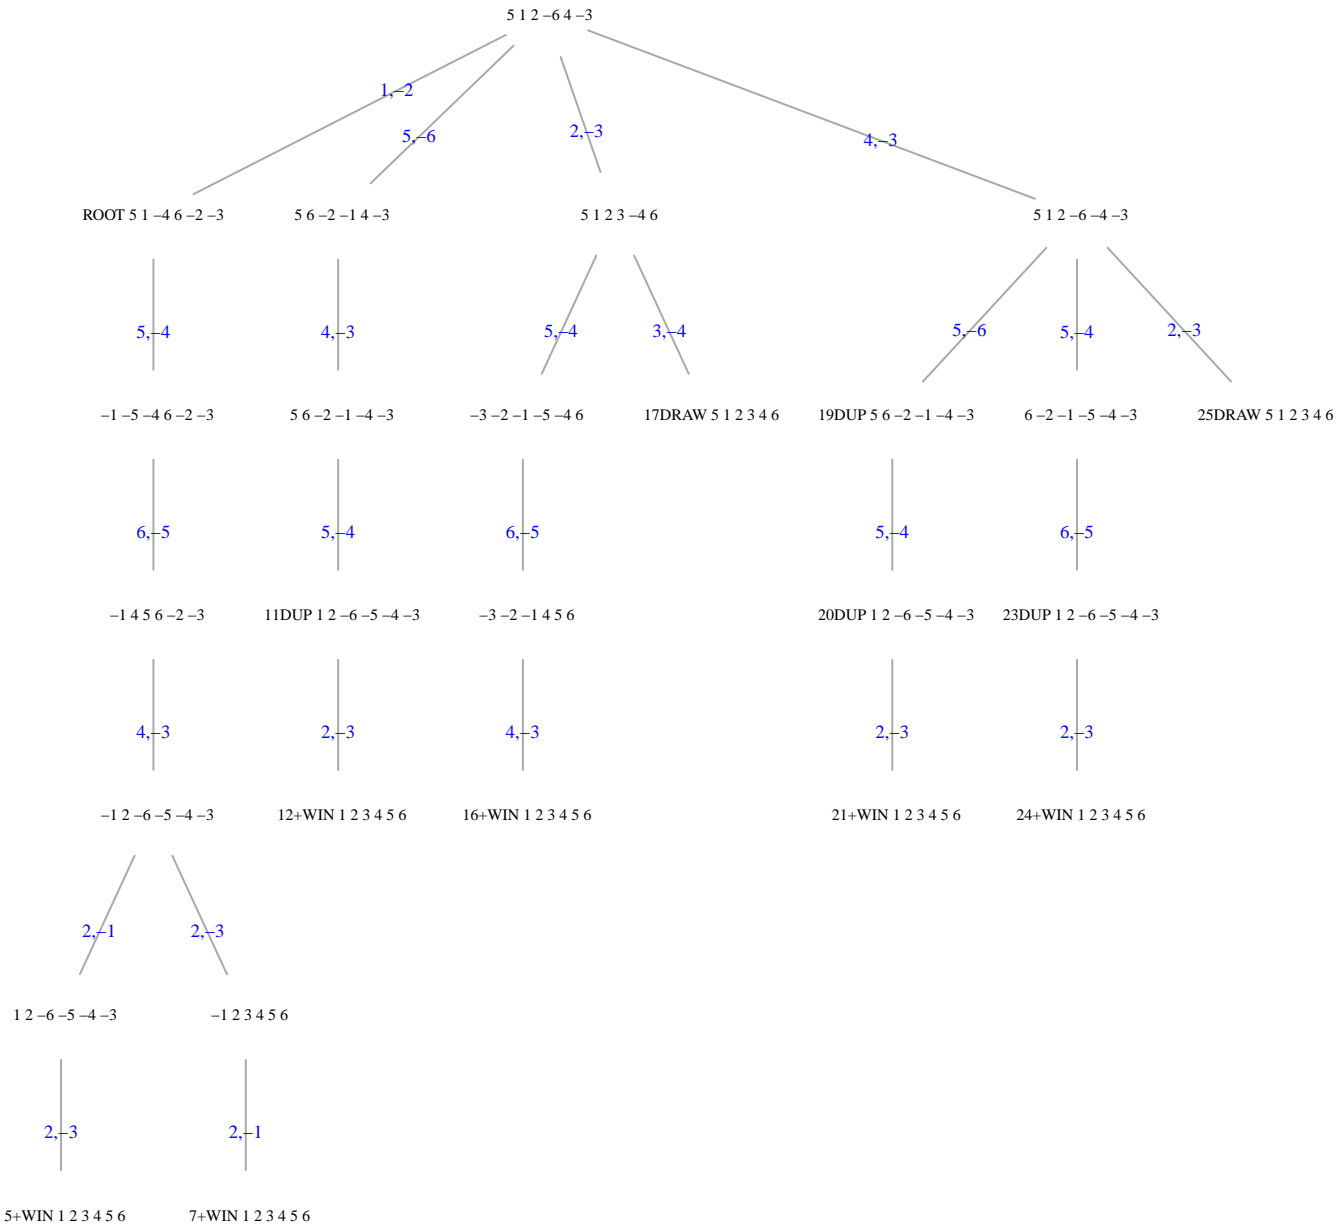 5 1 2 −6 4 −3
1,−2
5,−6
2,−3
4,−3
ROOT 5 1 −4 6 −2 −3
5 6 −2 −1 4 −3
5 1 2 3 −4 6
5 1 2 −6 −4 −3
5,−4
4,−3
5,−4
3,−4
5,−6
5,−4
2,−3
−1 −5 −4 6 −2 −3
5 6 −2 −1 −4 −3
−3 −2 −1 −5 −4 6
17DRAW 5 1 2 3 4 6
19DUP 5 6 −2 −1 −4 −3
6 −2 −1 −5 −4 −3
25DRAW 5 1 2 3 4 6
6,−5
5,−4
6,−5
5,−4
6,−5
−1 4 5 6 −2 −3
11DUP 1 2 −6 −5 −4 −3
−3 −2 −1 4 5 6
20DUP 1 2 −6 −5 −4 −3
23DUP 1 2 −6 −5 −4 −3
4,−3
2,−3
4,−3
2,−3
2,−3
−1 2 −6 −5 −4 −3
12+WIN 1 2 3 4 5 6
16+WIN 1 2 3 4 5 6
21+WIN 1 2 3 4 5 6
24+WIN 1 2 3 4 5 6
2,−1
2,−3
1 2 −6 −5 −4 −3
−1 2 3 4 5 6
2,−3
2,−1
5+WIN 1 2 3 4 5 6
7+WIN 1 2 3 4 5 6